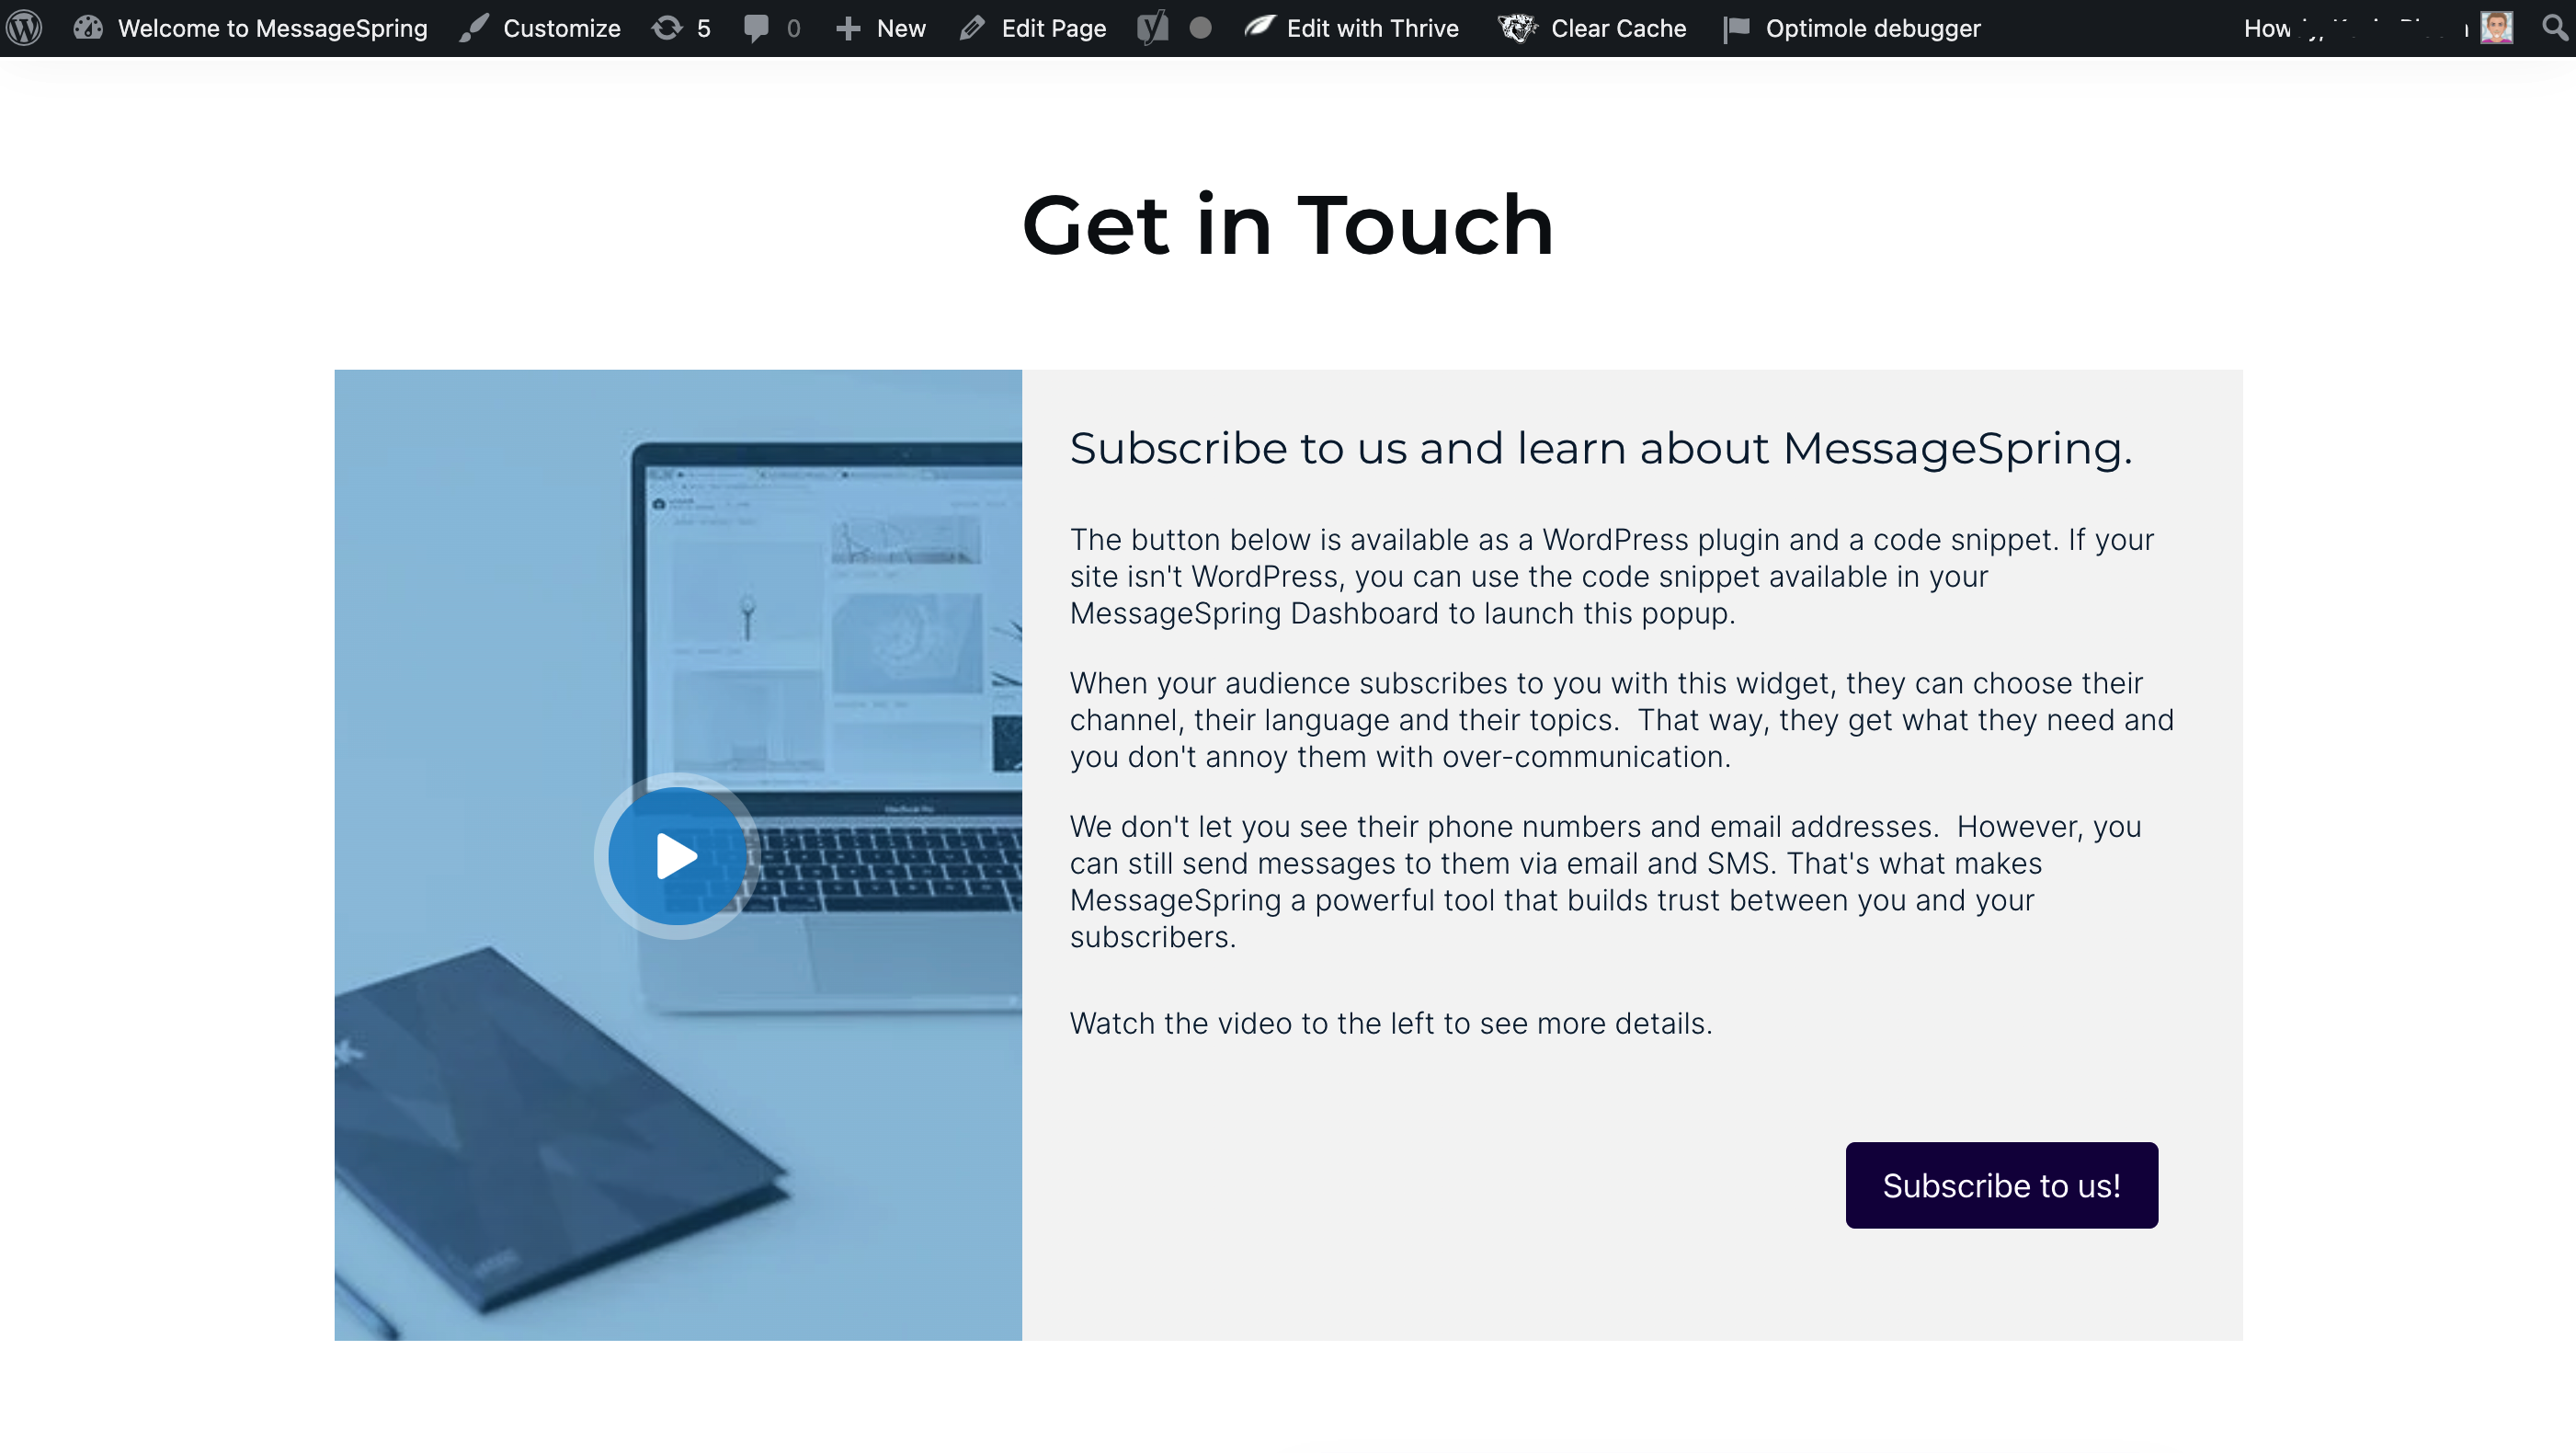 Welcome to MessageSpring Customize 5 0 New Edit Page Edit with Thrive Clear Cache Optimole debugger
Get in Touch
Subscribe to us and learn about MessageSpring.
The button below is available as a WordPress plugin and a code snippet. If your
site isn't WordPress, you can use the code snippet available in your
MessageSpring Dashboard to launch this popup.
When your audience subscribes to you with this widget, they can choose their
channel, their language and their topics.  That way, they get what they need and
you don't annoy them with over-communication.
We don't let you see their phone numbers and email addresses.  However, you
can still send messages to them via email and SMS. That's what makes
MessageSpring a powerful tool that builds trust between you and your
subscribers.
Watch the video to the left to see more details.
Subscribe to us!